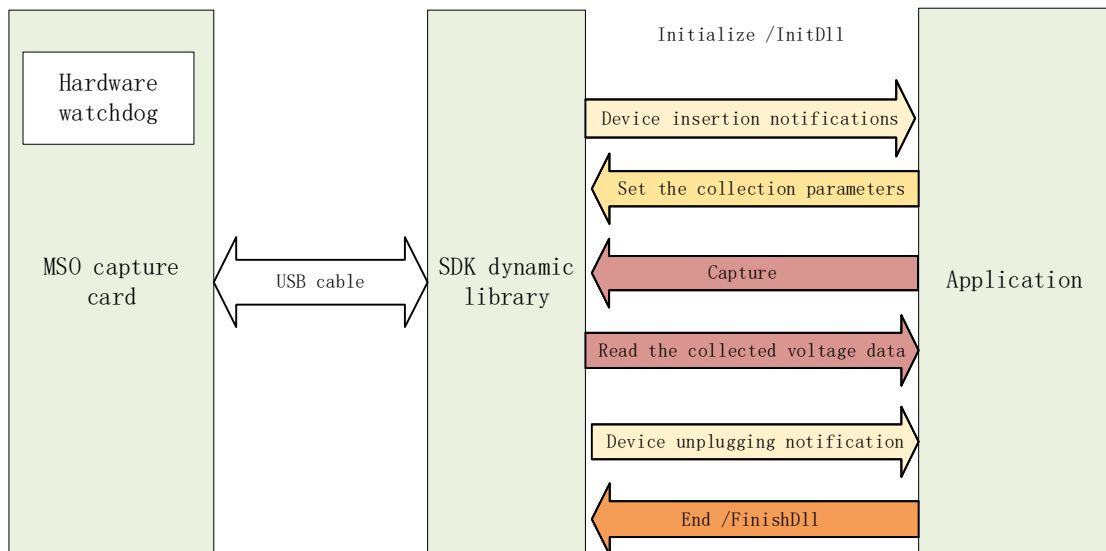 Initialize /InitDll
Hardware
watchdog
Device insertion notifications
Set the collection parameters
MSO capture
card
USB cable
SDK dynamic
library
Capture
Application
Read the collected voltage data
Device unplugging notification
End /FinishDll